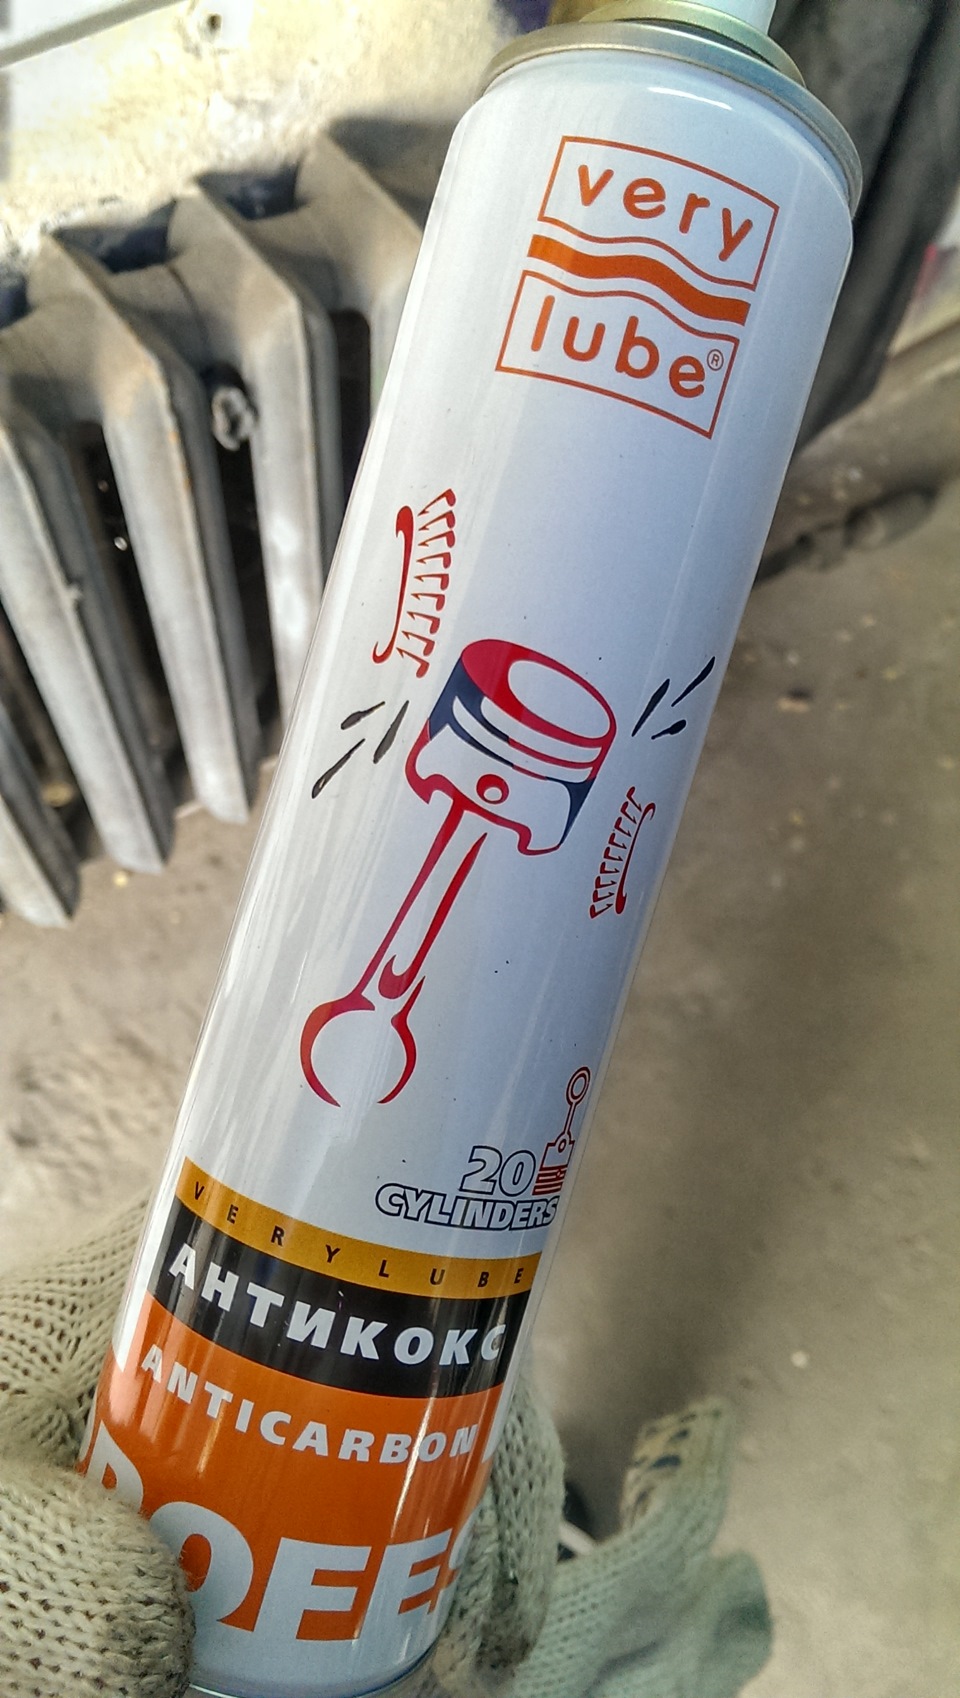 very
lube®
20
CYLINDERS
VERYLUBE
АНТИКОКС
ANTICARBON